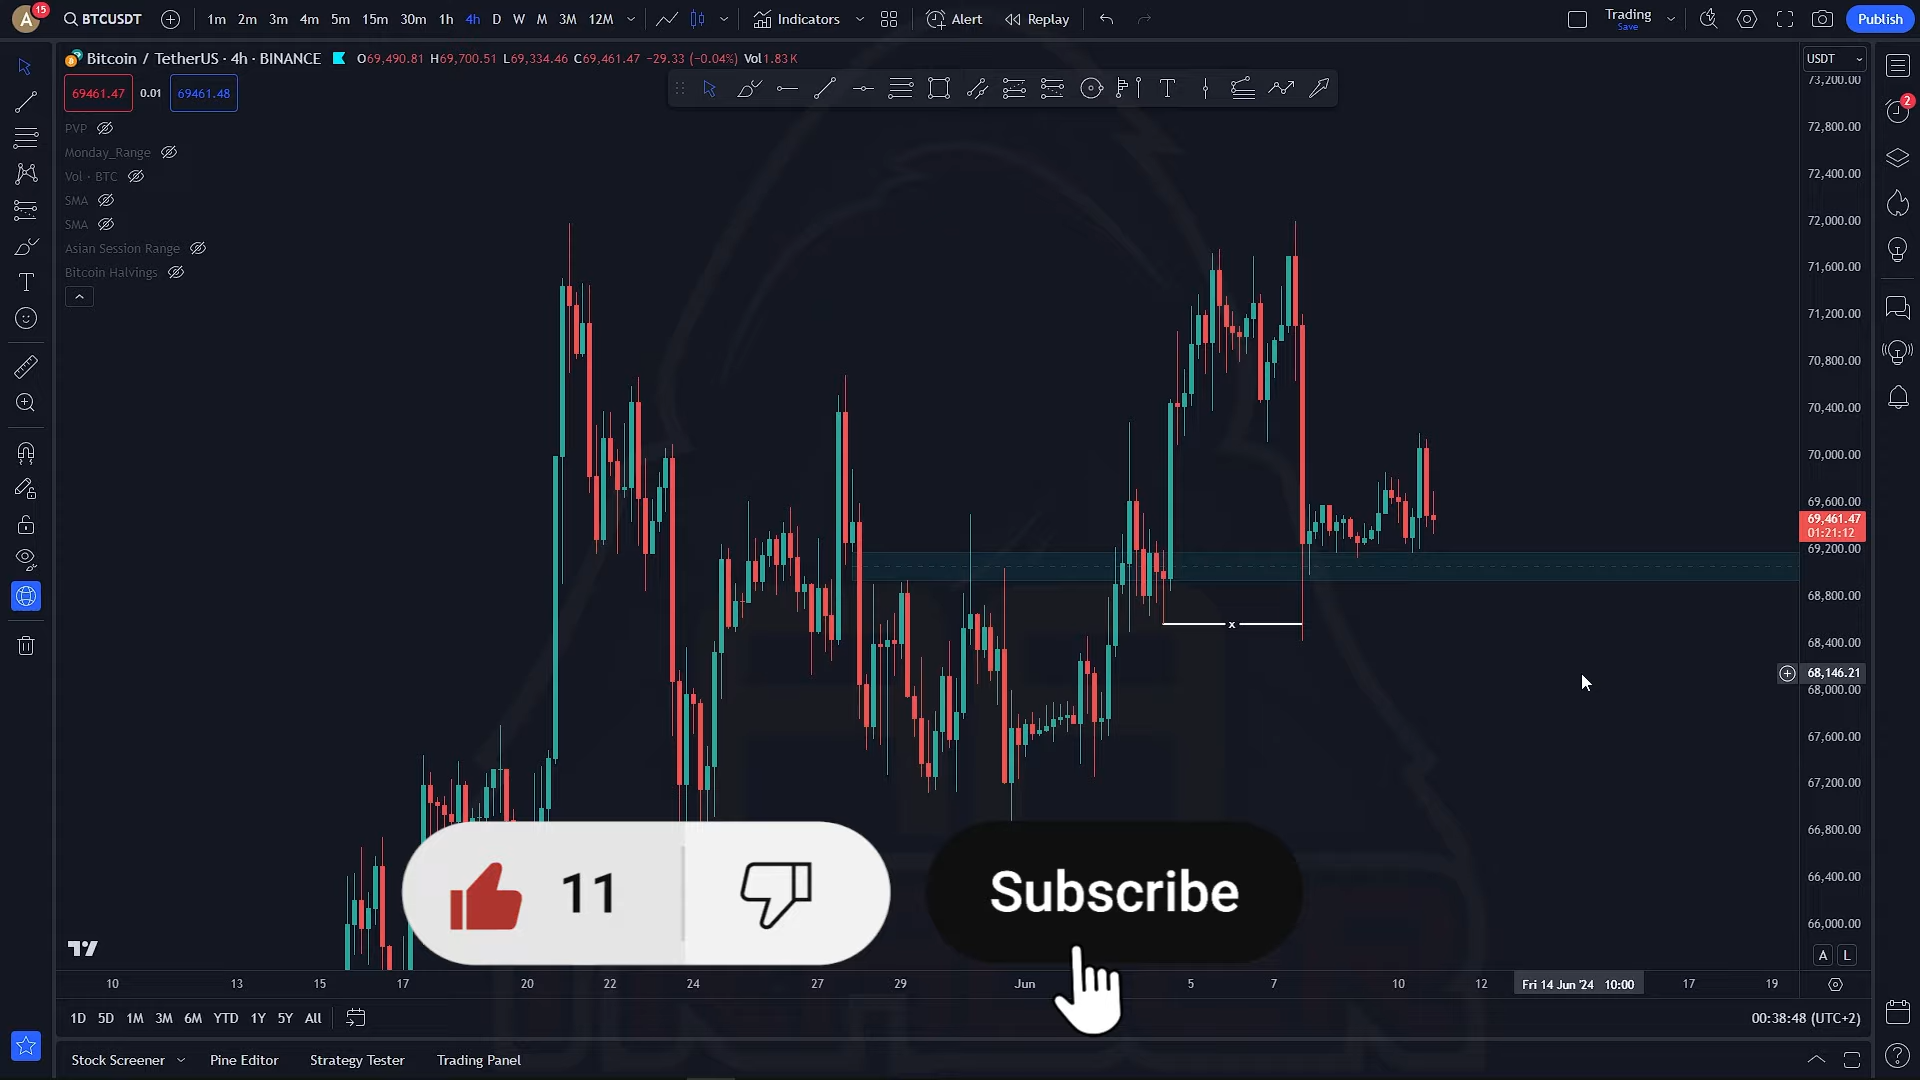 A 15 BTCUSDT 1m 2m 3m 4m 5m 15m 30m 1h 4h D W M 3M 12M Indicators Alert Replay Trading Save Publish
Bitcoin / TetherUS · 4h · BINANCE O69,490.81 H69,700.51 L69,334.46 C69,461.47 -29.33 (-0.04%) Vol1.83K
69461.47 0.01 69461.48
PVP
Monday_Range
Vol · BTC
SMA
SMA
Asian Session Range
Bitcoin Halvings
USDT
73,200.00
72,800.00
72,400.00
72,000.00
71,600.00
71,200.00
70,800.00
70,400.00
70,000.00
69,600.00
69,461.47
01:21:12
69,200.00
68,800.00
68,400.00
68,146.21
68,000.00
67,600.00
67,200.00
66,800.00
66,400.00
66,000.00
2
x
11 Subscribe
A L
10 13 15 17 20 22 24 27 29 Jun 5 7 10 12 Fri 14 Jun '24 10:00 17 19
1D 5D 1M 3M 6M YTD 1Y 5Y All 00:38:48 (UTC+2)
Stock Screener Pine Editor Strategy Tester Trading Panel